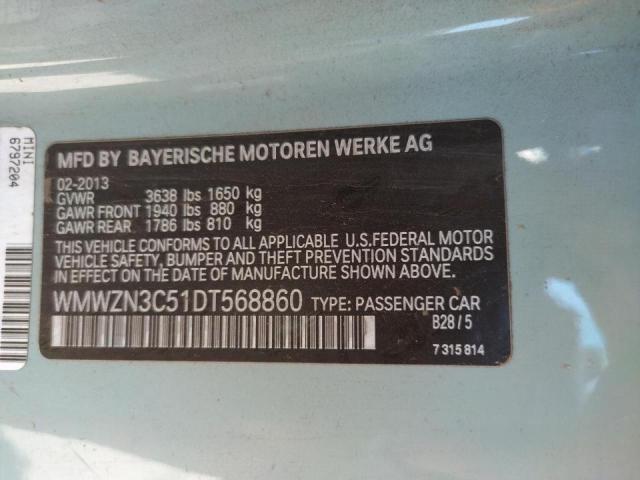 MINI
6797204
MFD BY BAYERISCHE MOTOREN WERKE AG
02-2013
GVWR 3638 lbs 1650 kg
GAWR FRONT 1940 lbs 880 kg
GAWR REAR 1786 lbs 810 kg
THIS VEHICLE CONFORMS TO ALL APPLICABLE U.S.FEDERAL MOTOR
VEHICLE SAFETY, BUMPER AND THEFT PREVENTION STANDARDS
IN EFFECT ON THE DATE OF MANUFACTURE SHOWN ABOVE.
WMWZN3C51DT568860 TYPE: PASSENGER CAR
B28/5
7 315 814